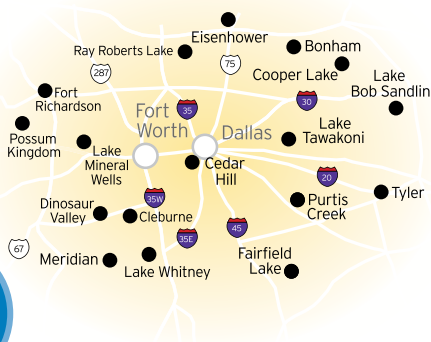 Eisenhower
Ray Roberts Lake
Bonham
287
75
Cooper Lake
Lake
Bob Sandlin
Fort
Richardson
30
Fort
Worth
35
Possum
Kingdom
Dallas
Lake
Tawakoni
Lake
Mineral
Wells
Cedar
Hill
20
Tyler
Dinosaur
Valley
35W
Cleburne
Purtis
Creek
35E
45
67
Meridian
Lake Whitney
Fairfield
Lake